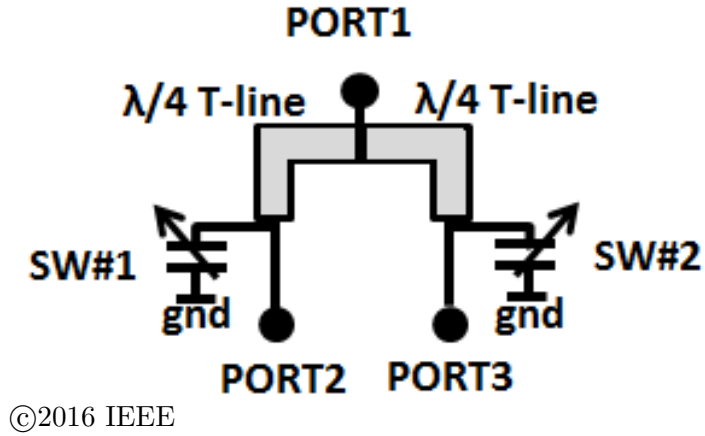 PORT1
λ/4 T-line λ/4 T-line
SW#1 SW#2
gnd gnd
PORT2 PORT3
©2016 IEEE